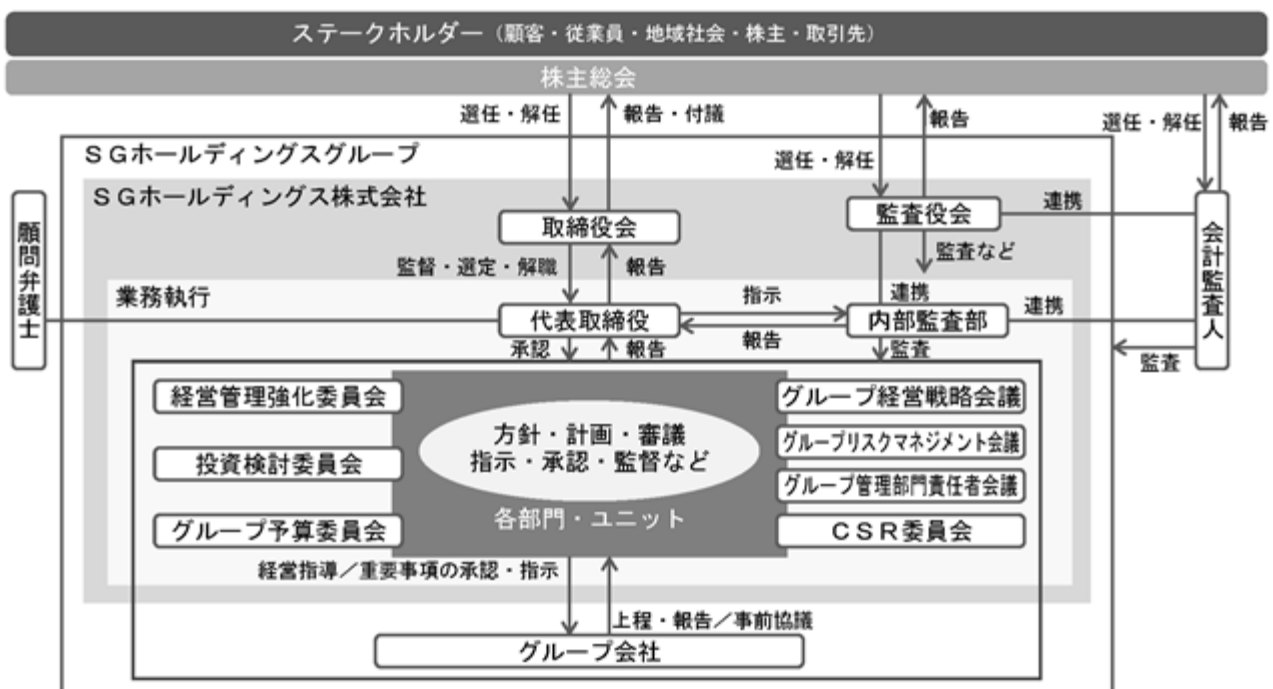 ステークホルダー（顧客・従業員・地域社会・株主・取引先）
株主総会
選任・解任
報告・付議
選任・解任
報告
選任・解任
報告
ＳＧホールディングスグループ
ＳＧホールディングス株式会社
顧問弁護士
取締役会
監査役会
連携
会計監査人
監督・選定・解職
報告
監査など
業務執行
代表取締役
指示
報告
連携
内部監査部
連携
監査
承認
報告
監査
経営管理強化委員会
投資検討委員会
グループ予算委員会
方針・計画・審議
指示・承認・監督など
各部門・ユニット
グループ経営戦略会議
グループリスクマネジメント会議
グループ管理部門責任者会議
ＣＳＲ委員会
経営指導／重要事項の承認・指示
上程・報告／事前協議
グループ会社